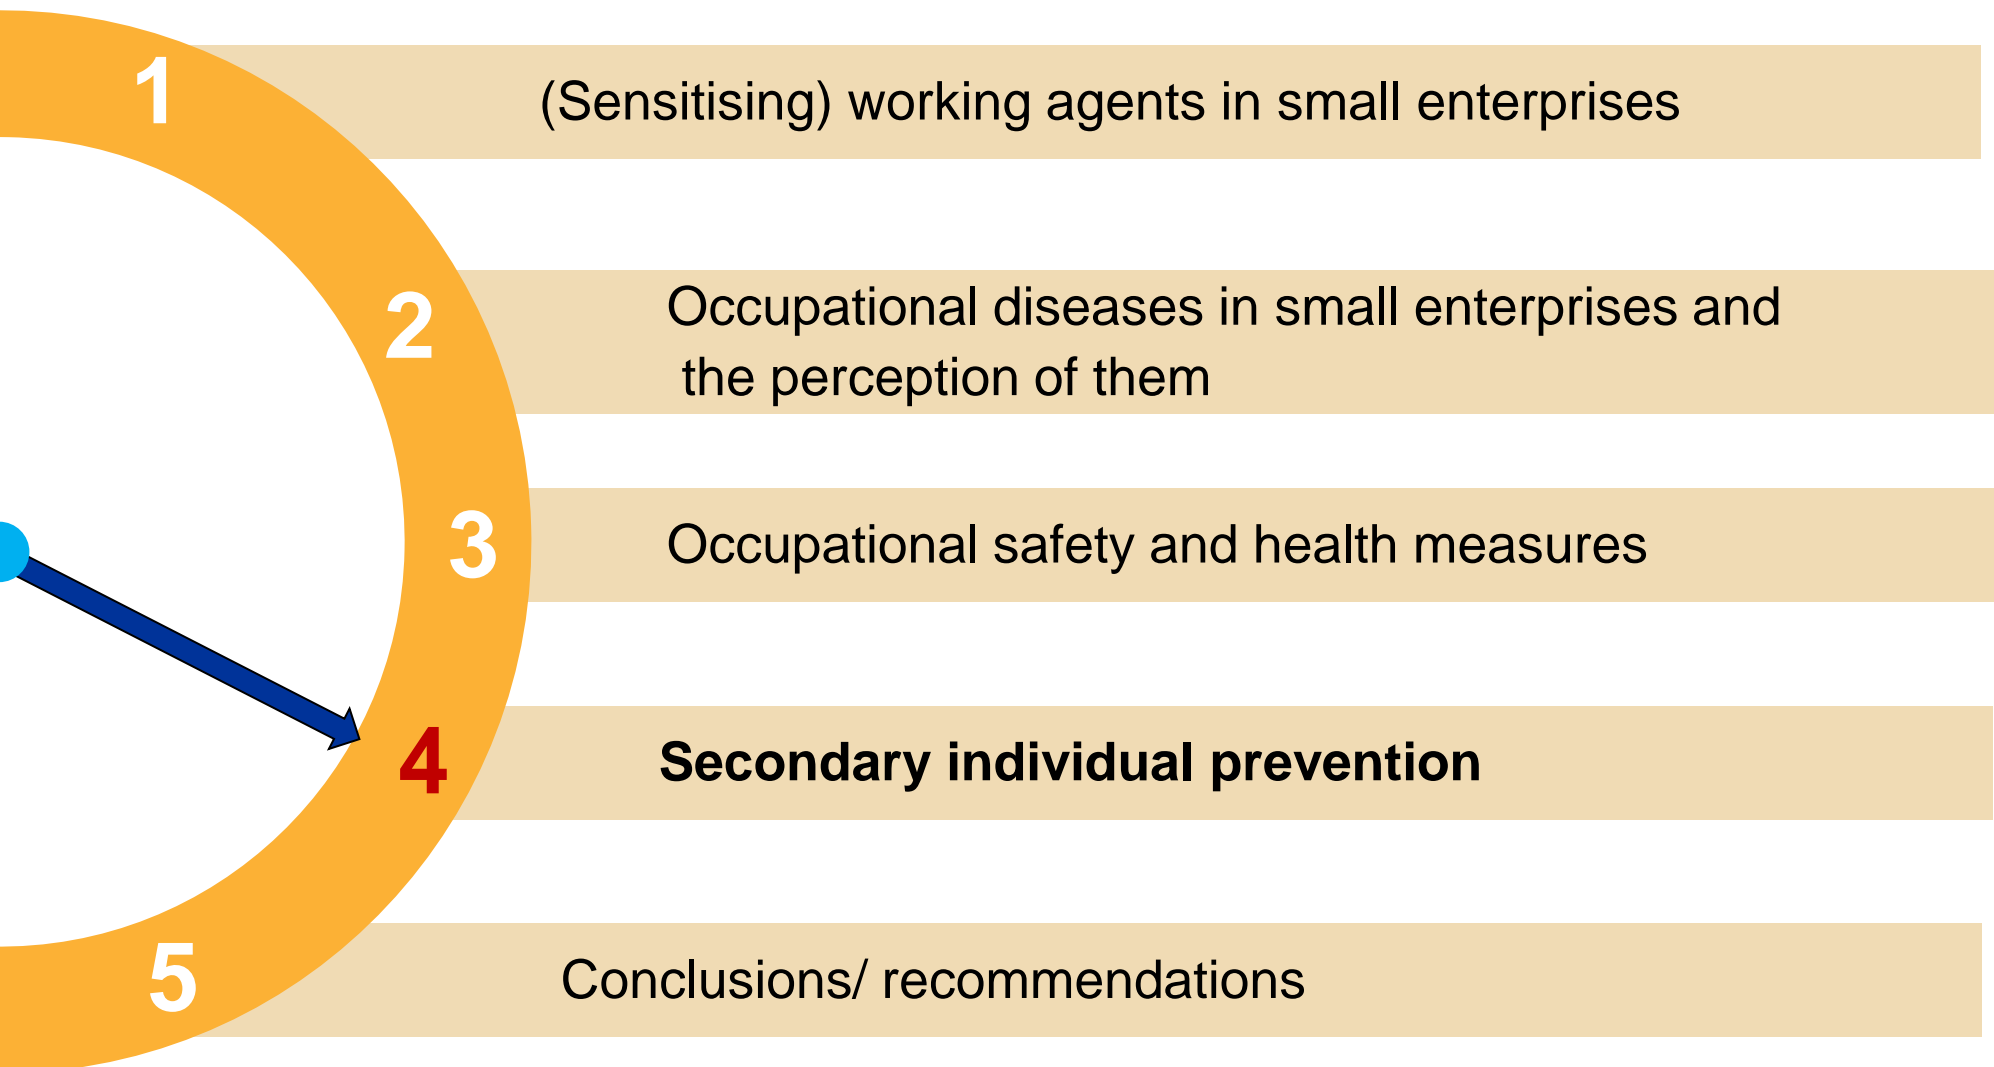 1
(Sensitising) working agents in small enterprises
2
Occupational diseases in small enterprises and
the perception of them
3
Occupational safety and health measures
4
Secondary individual prevention
5
Conclusions/ recommendations